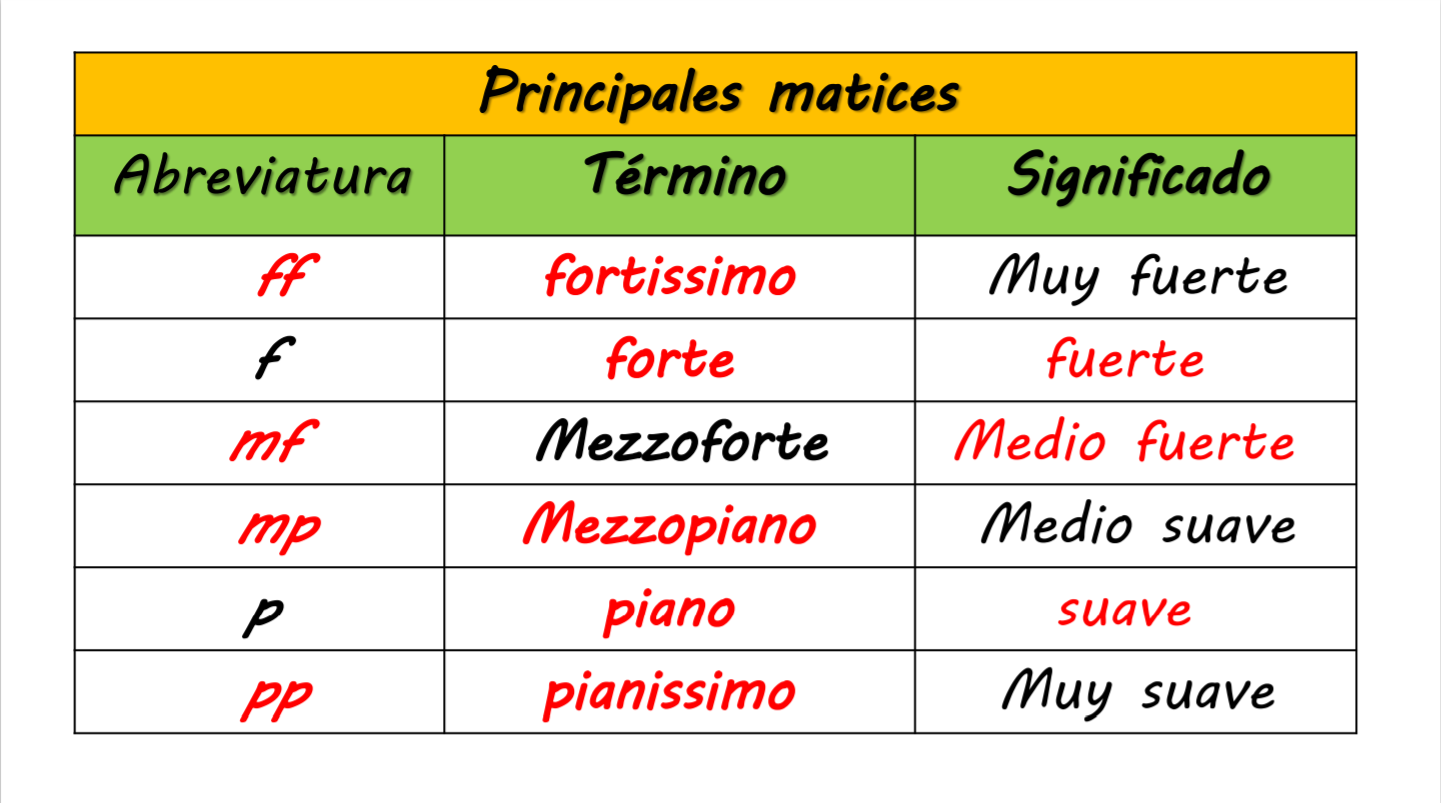 Principales matices
Abreviatura Término Significado
ff fortissimo Muy fuerte
f forte fuerte
mf Mezzoforte Medio fuerte
mp Mezzopiano Medio suave
p piano suave
pp pianissimo Muy suave